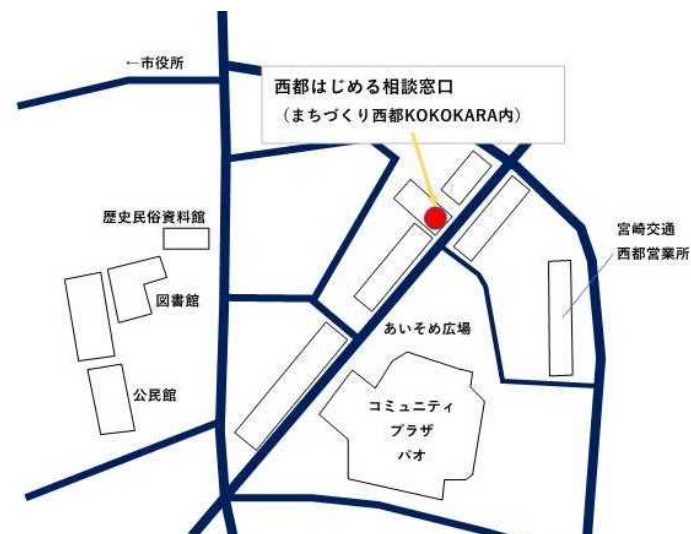 ←市役所
西都はじめる相談窓口
（まちづくり西都KOKOKARA内）
歴史民俗資料館
宮崎交通
西都営業所
図書館
あいそめ広場
公民館
コミュニティ
プラザ
パオ